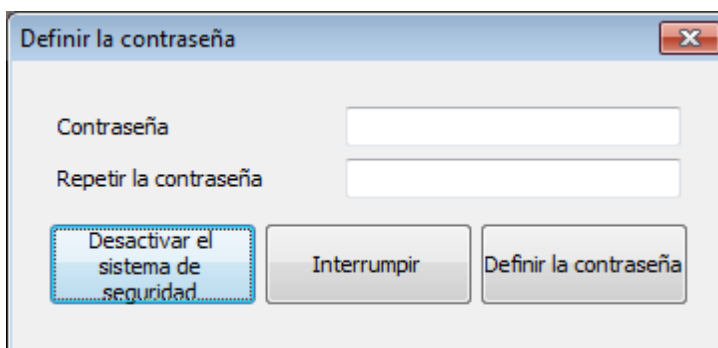 Definir la contraseña
Contraseña
Repetir la contraseña
Desactivar el
sistema de
seguridad
Interrumpir
Definir la contraseña